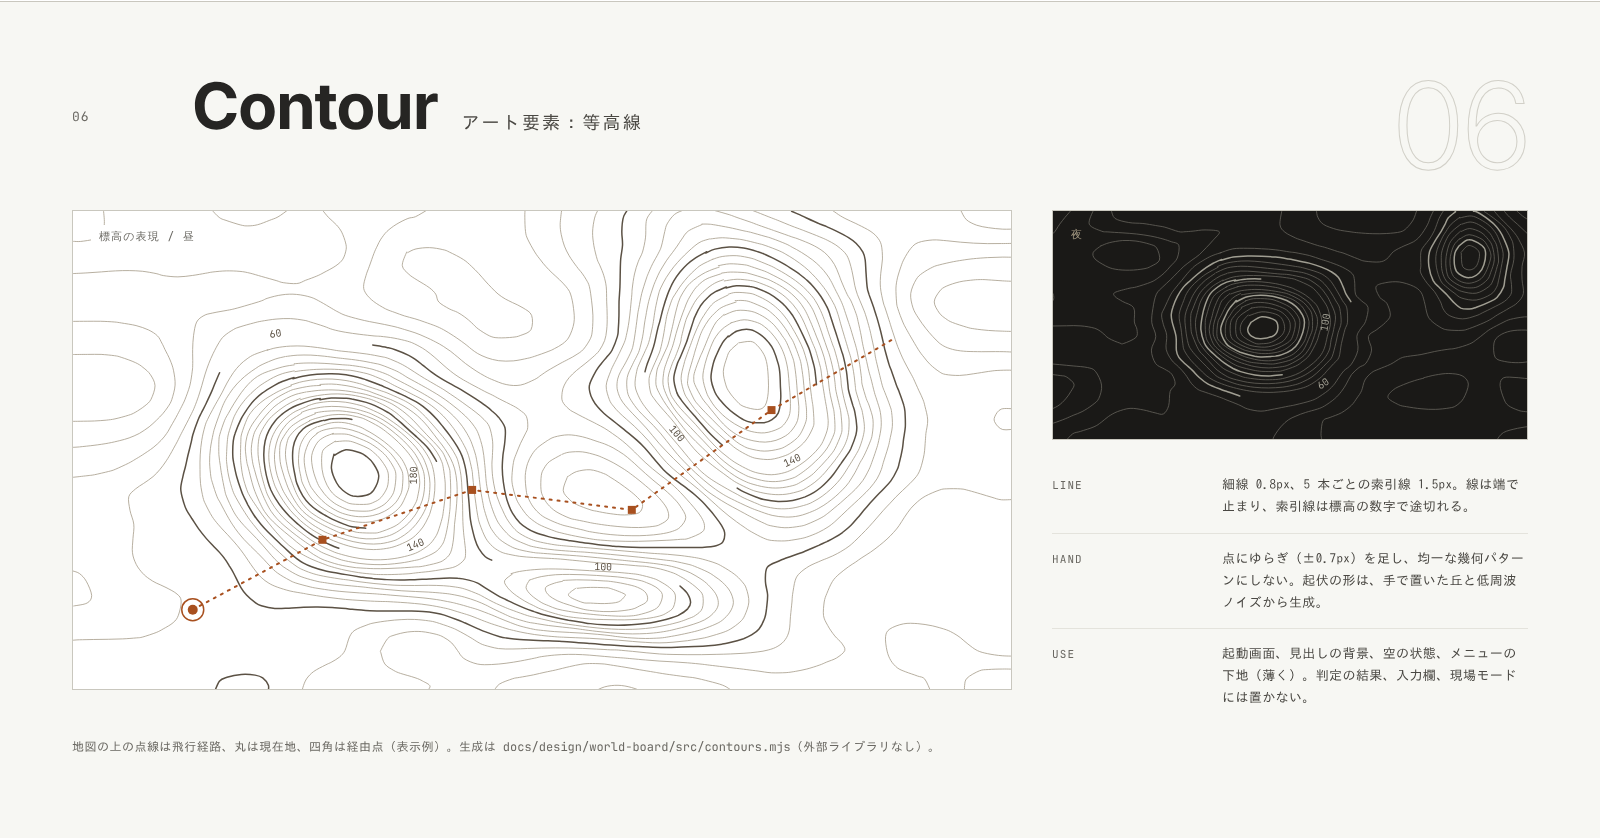 06
Contour
アート要素：等高線
06
標高の表現 / 昼
60
180
140
100
100
140
夜
100
60
LINE
細線 0.8px、5 本ごとの索引線 1.5px。線は端で
止まり、索引線は標高の数字で途切れる。
HAND
点にゆらぎ（±0.7px）を足し、均一な幾何パター
ンにしない。起伏の形は、手で置いた丘と低周波
ノイズから生成。
USE
起動画面、見出しの背景、空の状態、メニューの
下地（薄く）。判定の結果、入力欄、現場モード
には置かない。
地図の上の点線は飛行経路、丸は現在地、四角は経由点（表示例）。生成は docs/design/world-board/src/contours.mjs（外部ライブラリなし）。